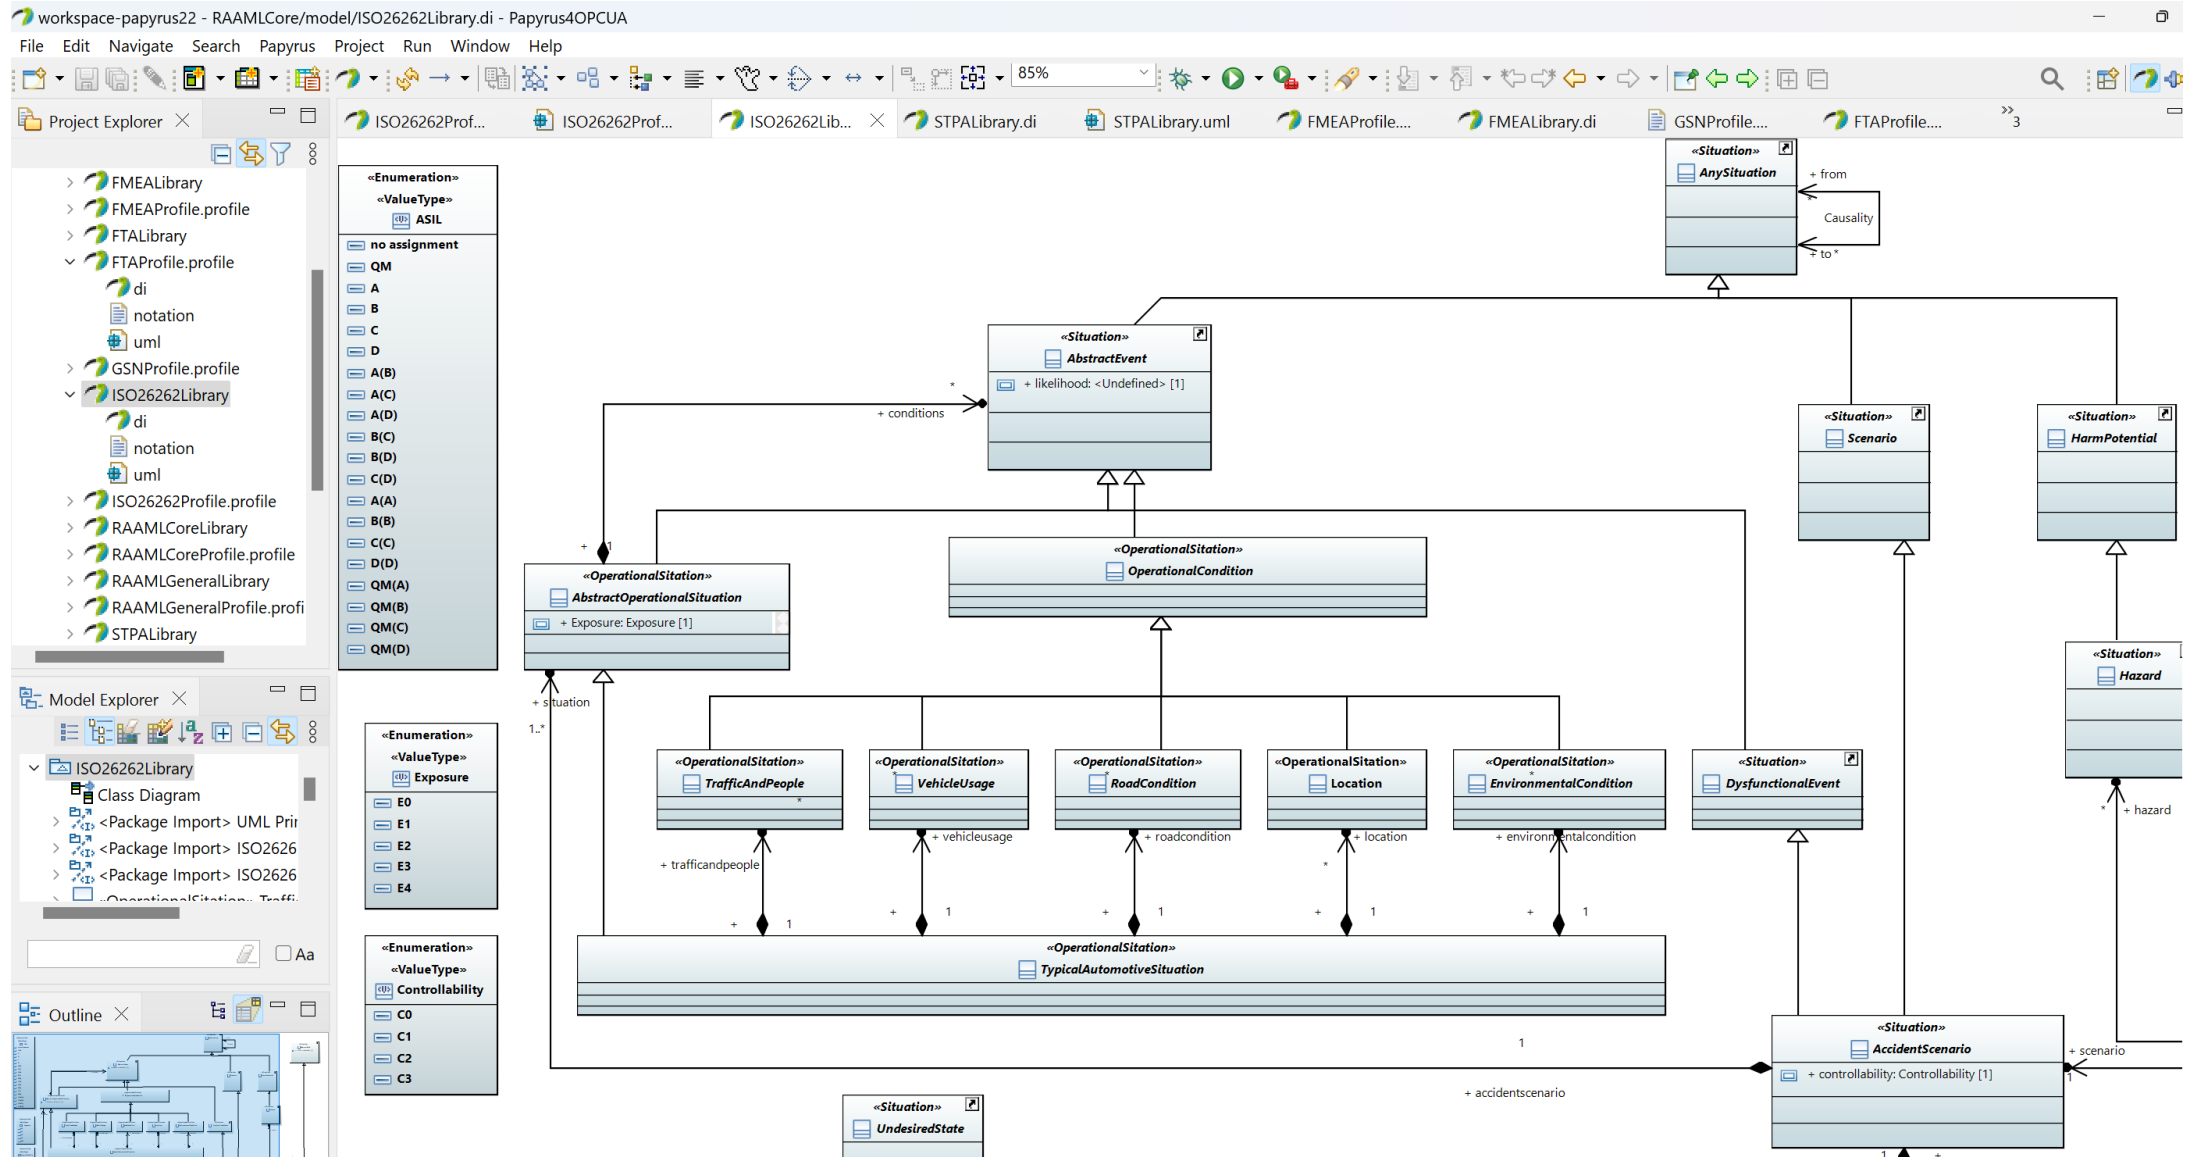 workspace-papyrus22 - RAAMLCore/model/ISO26262Library.di - Papyrus4OPCUA
File Edit Navigate Search Papyrus Project Run Window Help
85%
Project Explorer
ISO26262Prof...
ISO26262Prof...
ISO26262Lib...
STPALibrary.di
STPALibrary.uml
FMEAProfile....
FMEALibrary.di
GSNProfile....
FTAProfile....
»3
FMEALibrary
FMEAProfile.profile
FTALibrary
FTAProfile.profile
di
notation
uml
GSNProfile.profile
ISO26262Library
di
notation
uml
ISO26262Profile.profile
RAAMLCoreLibrary
RAAMLCoreProfile.profile
RAAMLGeneralLibrary
RAAMLGeneralProfile.profi
STPALibrary
Model Explorer
ISO26262Library
Class Diagram
<Package Import> UML Prir
<Package Import> ISO2626
<Package Import> ISO2626
«OperationalSitation» Traffi
Aa
Outline
«Enumeration»
«ValueType»
ASIL
no assignment
QM
A
B
C
D
A(B)
A(C)
A(D)
B(C)
B(D)
C(D)
A(A)
B(B)
C(C)
D(D)
QM(A)
QM(B)
QM(C)
QM(D)
«Enumeration»
«ValueType»
Exposure
E0
E1
E2
E3
E4
«Enumeration»
«ValueType»
Controllability
C0
C1
C2
C3
«Situation»
AnySituation
+ from
*
Causality
+ to *
«Situation»
AbstractEvent
+ likelihood: <Undefined> [1]
*
+ conditions
«Situation»
Scenario
«Situation»
HarmPotential
+ 1
«OperationalSitation»
AbstractOperationalSituation
+ Exposure: Exposure [1]
«OperationalSitation»
OperationalCondition
«Situation»
Hazard
+ situation
1..*
«OperationalSitation»
TrafficAndPeople
*
«OperationalSitation»
VehicleUsage
*
«OperationalSitation»
RoadCondition
*
«OperationalSitation»
Location
«OperationalSitation»
EnvironmentalCondition
*
«Situation»
DysfunctionalEvent
* + hazard
+ trafficandpeople
+ vehicleusage
+ roadcondition
+ location
*
+ environmentalcondition
+ 1
+ 1
+ 1
+ 1
+ 1
«OperationalSitation»
TypicalAutomotiveSituation
1
+ accidentscenario
«Situation»
AccidentScenario
+ controllability: Controllability [1]
+ scenario
1
1 +
«Situation»
UndesiredState